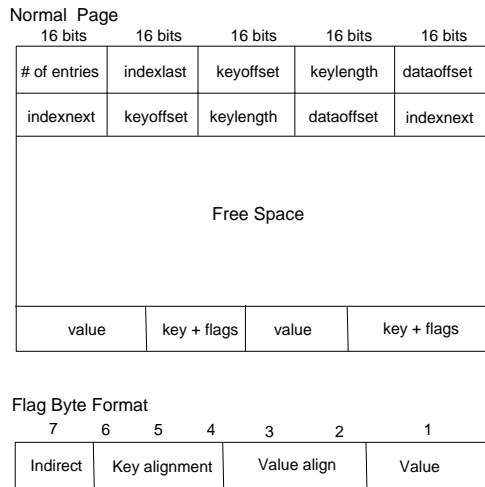 Normal Page
16 bits 16 bits 16 bits 16 bits 16 bits
# of entries indexlast keyoffset keylength dataoffset
indexnext keyoffset keylength dataoffset indexnext
Free Space
value key + flags value key + flags
Flag Byte Format
7 6 5 4 3 2 1
Indirect Key alignment Value align Value